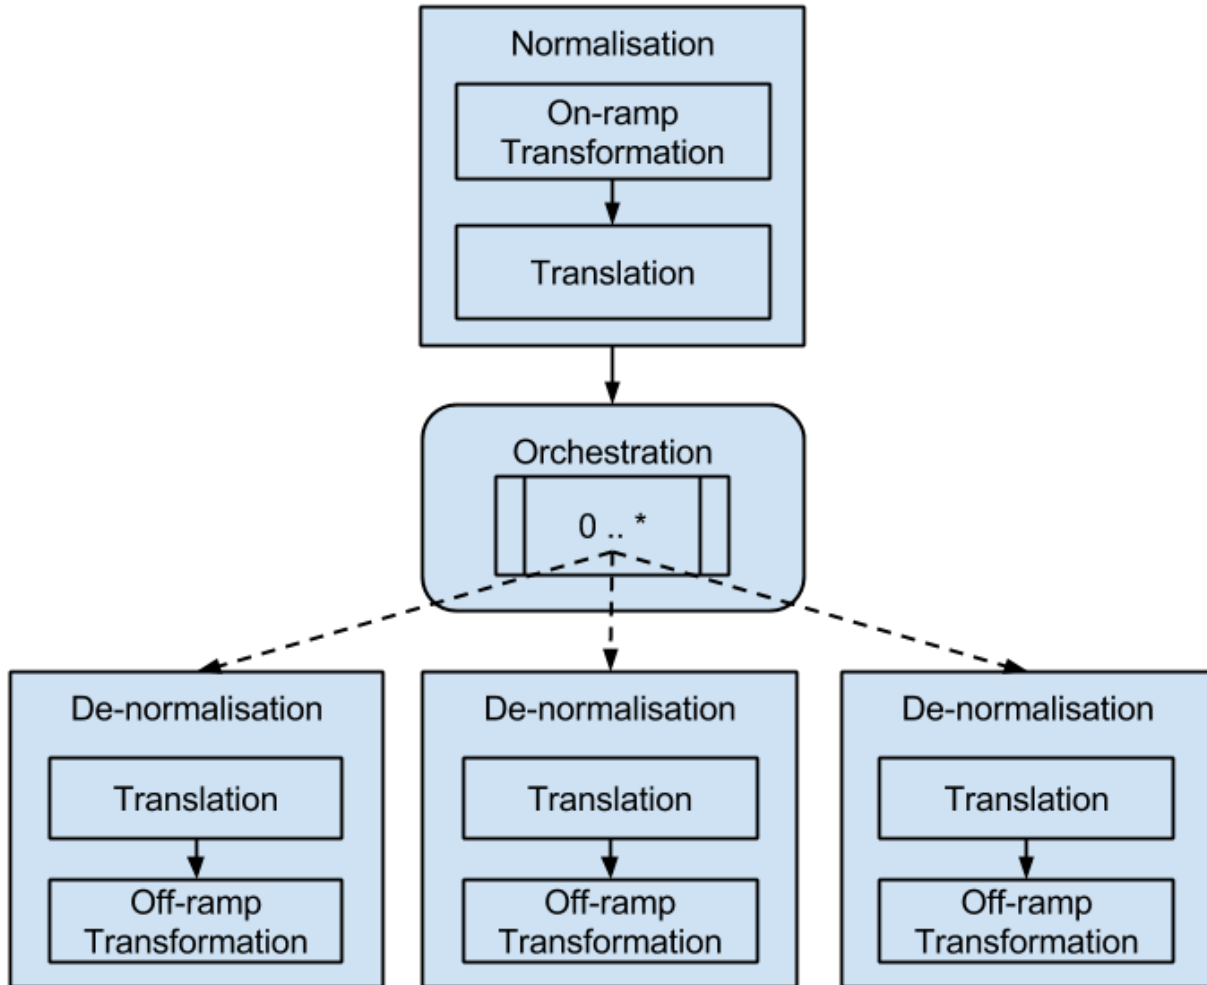 Normalisation
On-ramp
Transformation
Translation
Orchestration
0 .. *
De-normalisation
Translation
Off-ramp
Transformation
De-normalisation
Translation
Off-ramp
Transformation
De-normalisation
Translation
Off-ramp
Transformation